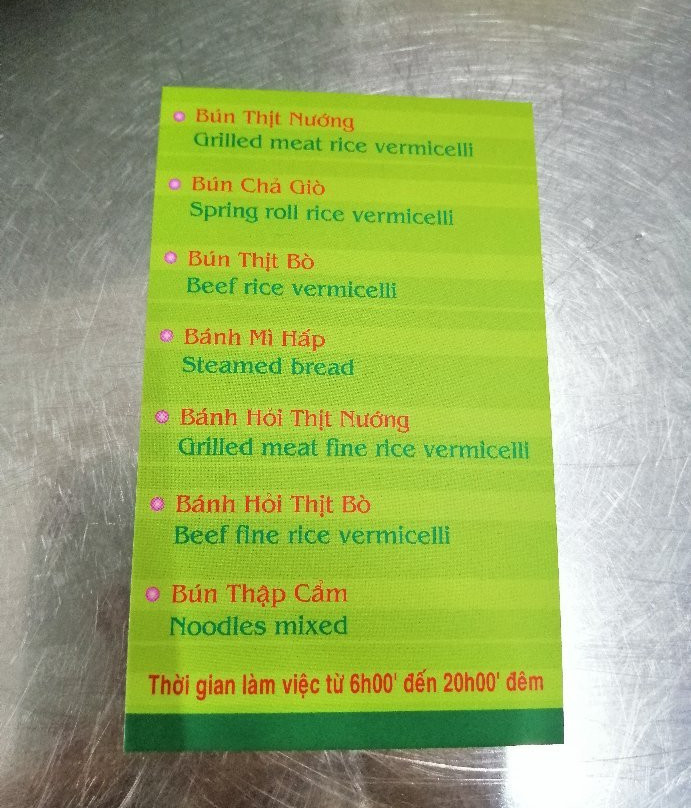 Bún Thịt Nướng
Grilled meat rice vermicelli
Bún Chả Giò
Spring roll rice vermicelli
Bún Thịt Bò
Beef rice vermicelli
Bánh Mì Hấp
Steamed bread
Bánh Hỏi Thịt Nướng
Grilled meat fine rice vermicelli
Bánh Hỏi Thịt Bò
Beef fine rice vermicelli
Bún Thập Cẩm
Noodles mixed
Thời gian làm việc từ 6h00' đến 20h00' đêm